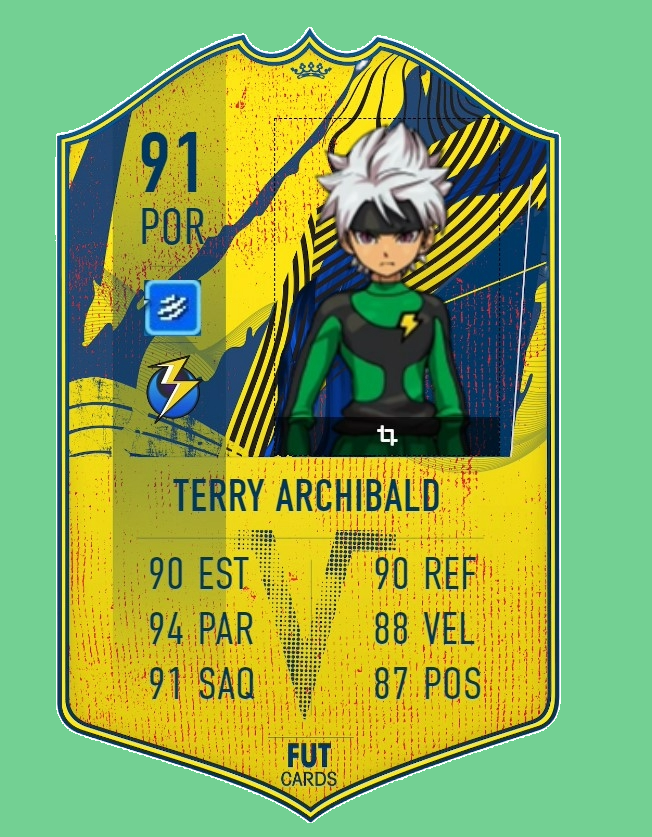 91
POR
TERRY ARCHIBALD
90 EST 90 REF
94 PAR 88 VEL
91 SAQ 87 POS
FUT
CARDS